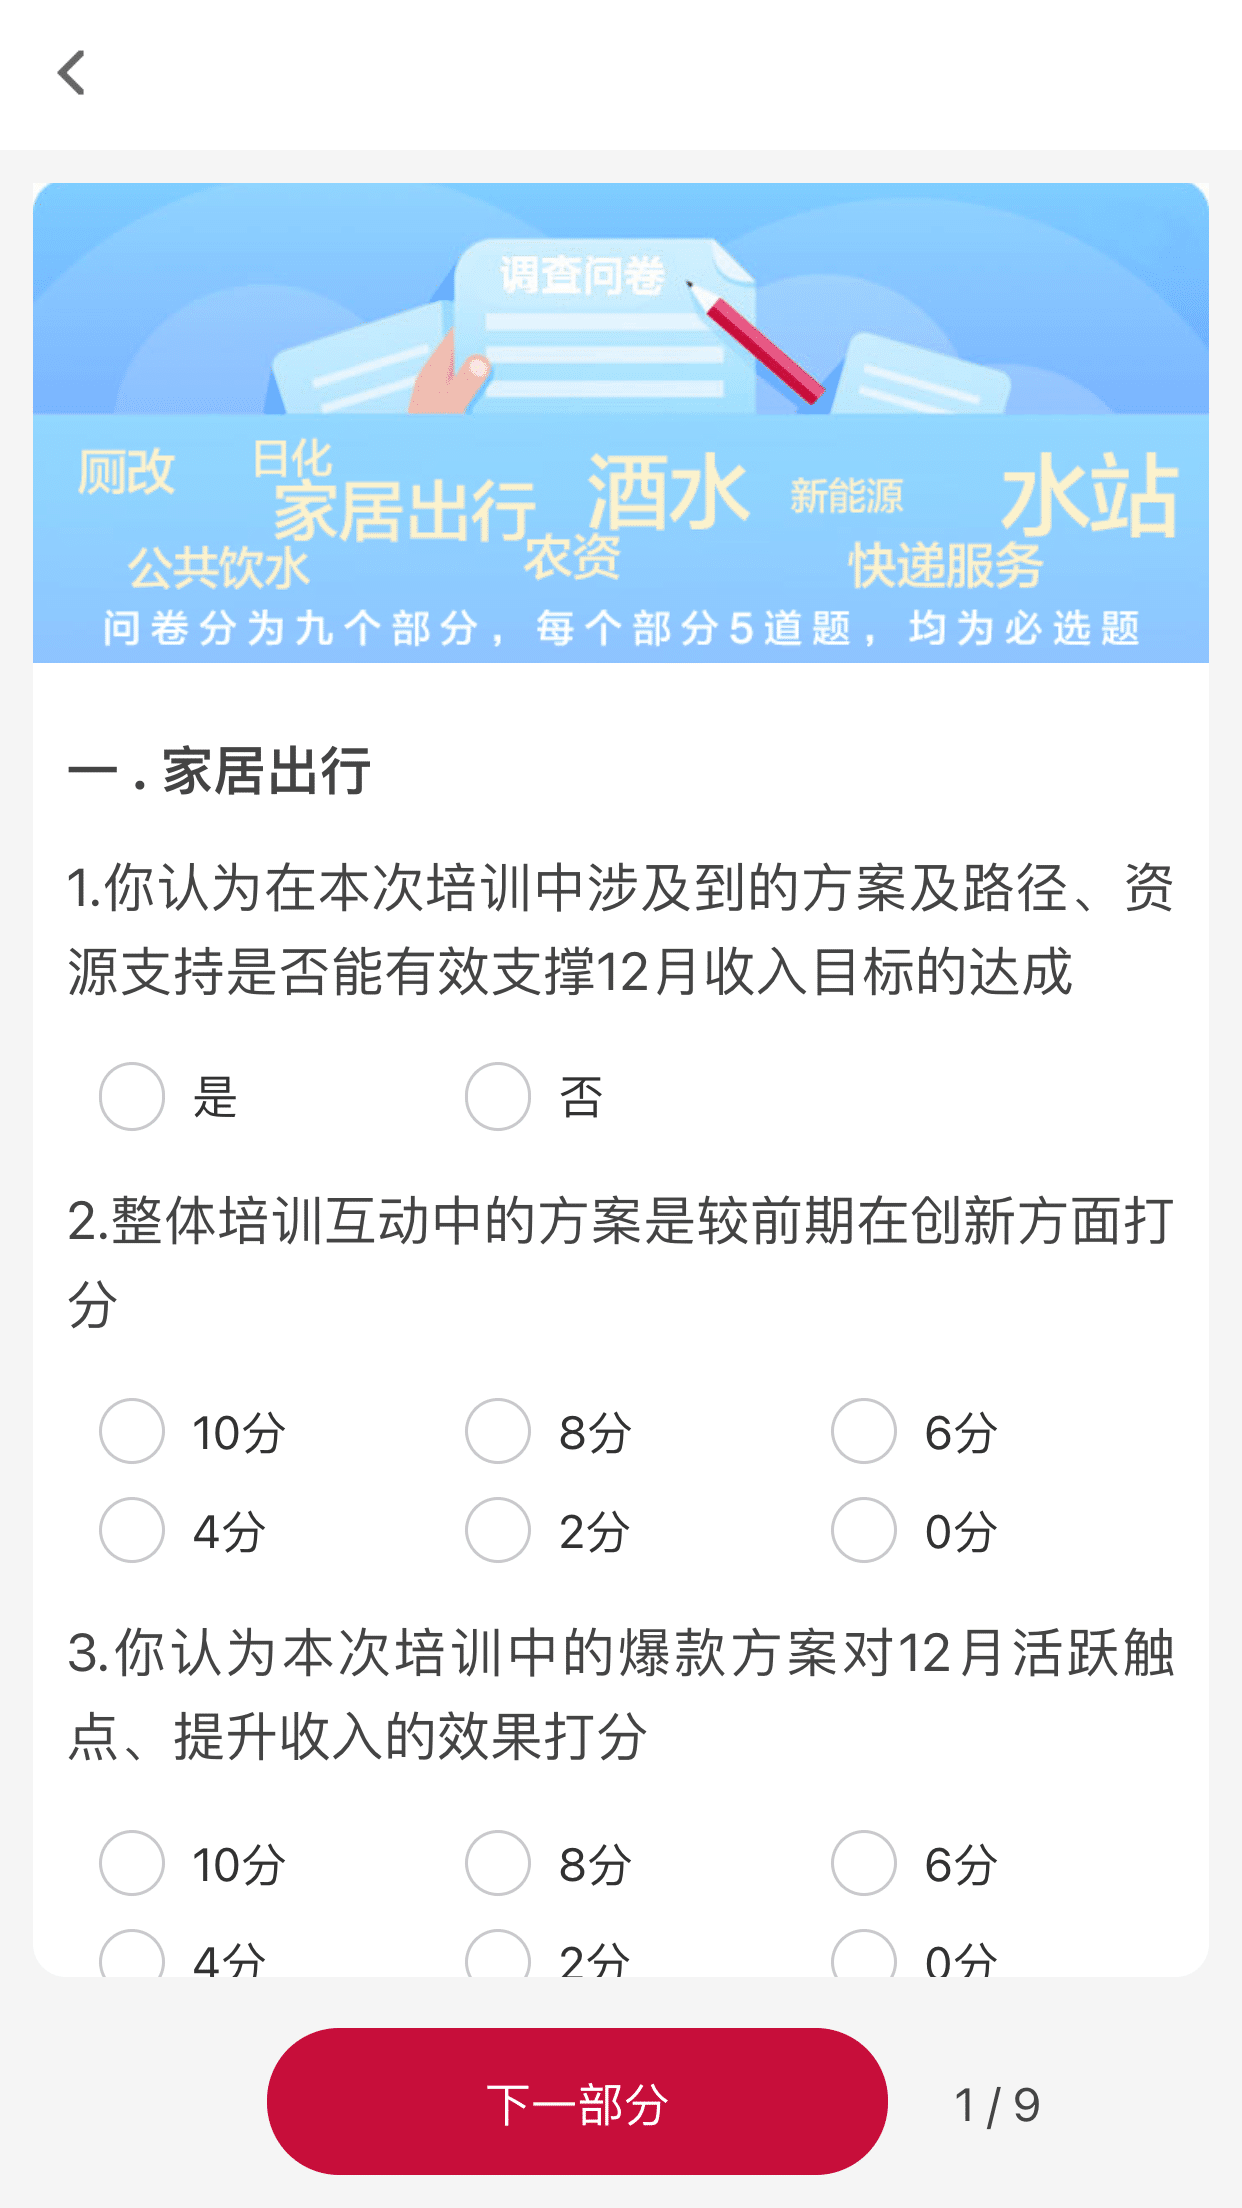 调查问卷
厕改 日化 家居出行 酒水 新能源 水站
公共饮水 农资 快递服务
问卷分为九个部分，每个部分5道题，均为必选题
一 . 家居出行
1.你认为在本次培训中涉及到的方案及路径、资
源支持是否能有效支撑12月收入目标的达成
是 否
2.整体培训互动中的方案是较前期在创新方面打
分
10分 8分 6分
4分 2分 0分
3.你认为本次培训中的爆款方案对12月活跃触
点、提升收入的效果打分
10分 8分 6分
4分 2分 0分
下一部分 1 / 9